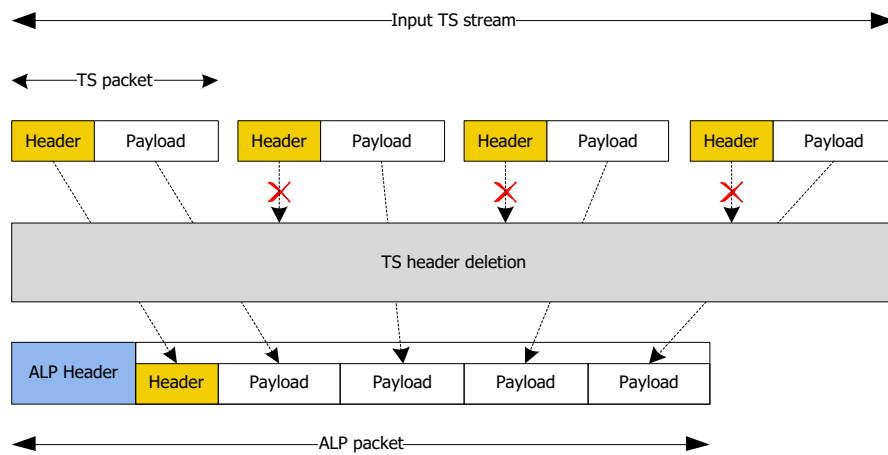 Input TS stream
TS packet
Header Payload Header Payload Header Payload Header Payload
TS header deletion
ALP Header Header Payload Payload Payload Payload
ALP packet